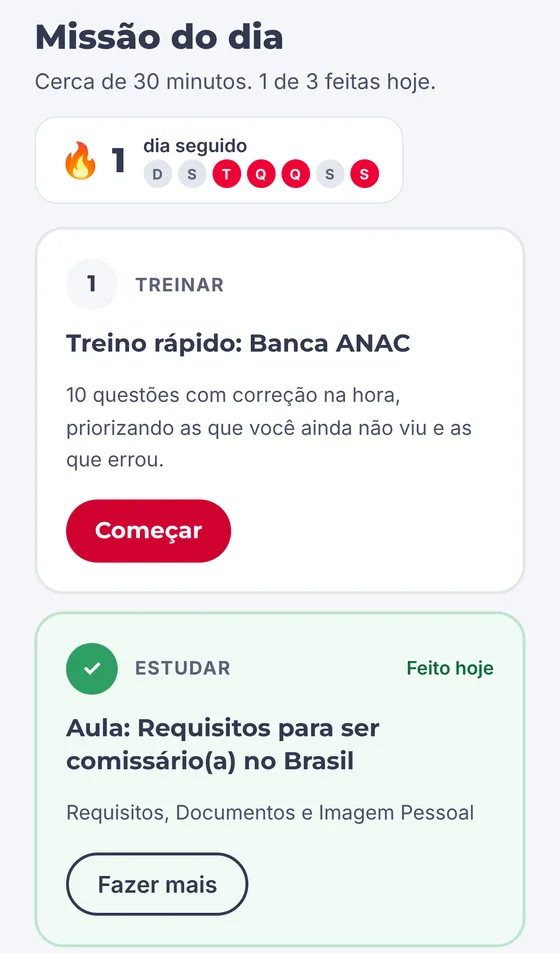 Missão do dia
Cerca de 30 minutos. 1 de 3 feitas hoje.
1 dia seguido
D S T Q Q S S
1 TREINAR
Treino rápido: Banca ANAC
10 questões com correção na hora,
priorizando as que você ainda não viu e as
que errou.
Começar
ESTUDAR Feito hoje
Aula: Requisitos para ser
comissário(a) no Brasil
Requisitos, Documentos e Imagem Pessoal
Fazer mais